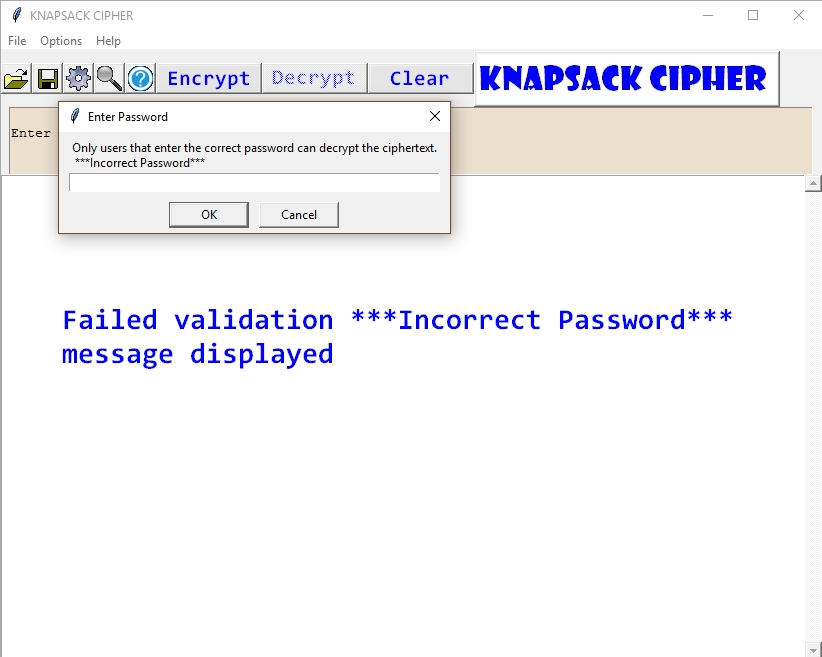 KNAPSACK CIPHER
File Options Help
Encrypt Decrypt Clear KNAPSACK CIPHER
Enter Password
Enter
Only users that enter the correct password can decrypt the ciphertext.
***Incorrect Password***
OK Cancel
Failed validation ***Incorrect Password***
message displayed